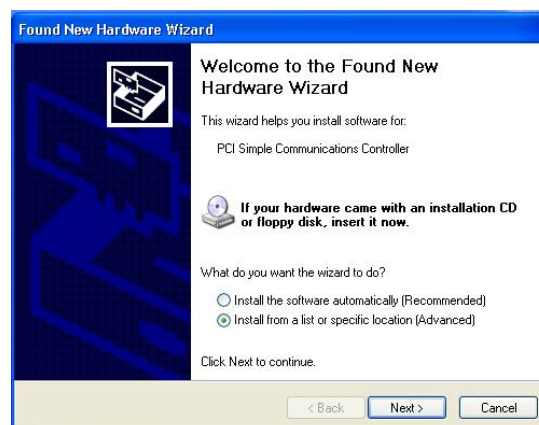 Found New Hardware Wizard
Welcome to the Found New
Hardware Wizard
This wizard helps you install software for:
PCI Simple Communications Controller
If your hardware came with an installation CD
or floppy disk, insert it now.
What do you want the wizard to do?
Install the software automatically (Recommended)
Install from a list or specific location (Advanced)
Click Next to continue.
< Back Next > Cancel